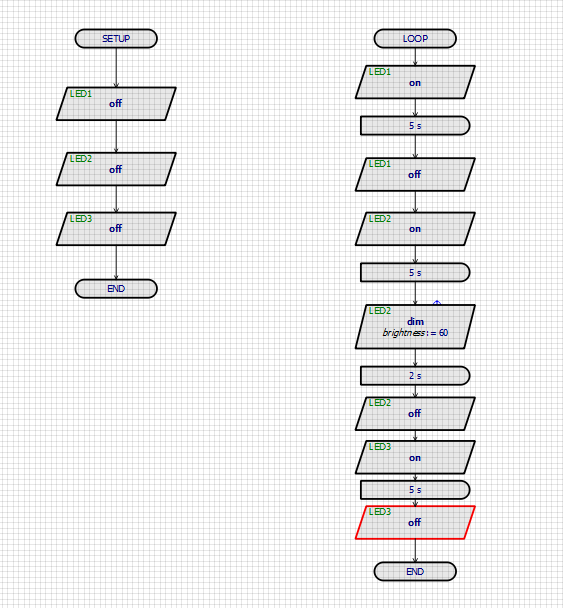 SETUP
LED1
off
LED2
off
LED3
off
END
LOOP
LED1
on
5 s
LED1
off
LED2
on
5 s
LED2
dim
brightness := 60
2 s
LED2
off
LED3
on
5 s
LED3
off
END